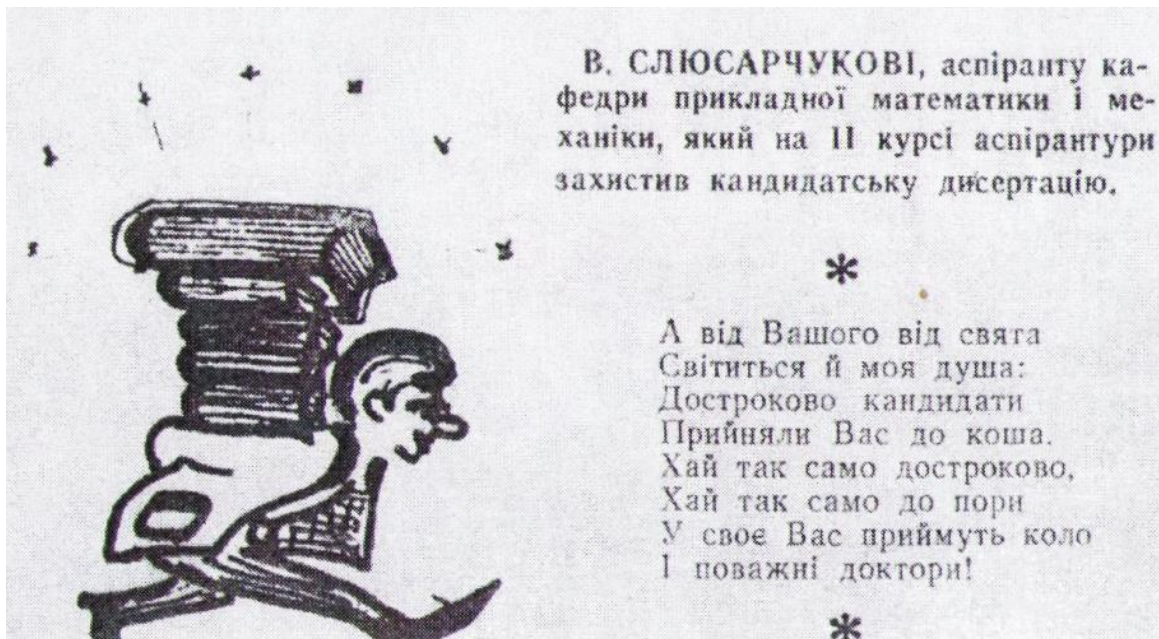 В. СЛЮСАРЧУКОВІ, аспіранту ка-
федри прикладної математики і ме-
ханіки, який на II курсі аспірантури
захистив кандидатську дисертацію.
*
А від Вашого від свята
Світиться й моя душа:
Достроково кандидати
Прийняли Вас до коша.
Хай так само достроково,
Хай так само до пори
У своє Вас приймуть коло
І поважні доктори!
*